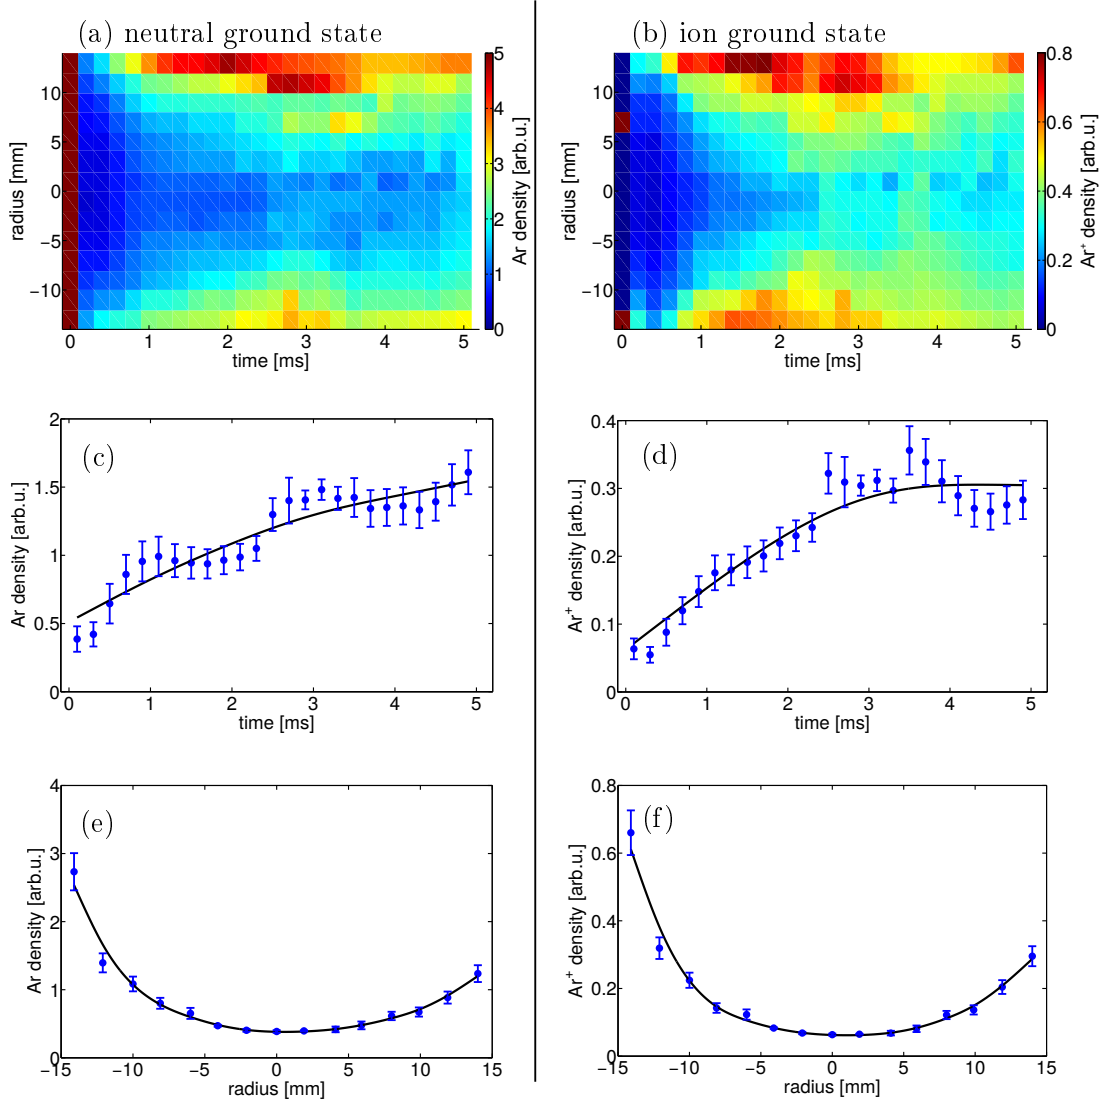 (a) neutral ground state
(b) ion ground state
10
5
0
−5
−10
radius [mm]
0 1 2 3 4 5
time [ms]
5
4
3
2
1
0
Ar density [arb.u.]
10
5
0
−5
−10
radius [mm]
0 1 2 3 4 5
time [ms]
0.8
0.6
0.4
0.2
0
Ar+ density [arb.u.]
(c)
2
1.5
1
0.5
0
Ar density [arb.u.]
0 1 2 3 4 5
time [ms]
(d)
0.4
0.3
0.2
0.1
0
Ar+ density [arb.u.]
0 1 2 3 4 5
time [ms]
(e)
4
3
2
1
0
Ar density [arb.u.]
−15 −10 −5 0 5 10 15
radius [mm]
(f)
0.8
0.6
0.4
0.2
0
Ar+ density [arb.u.]
−15 −10 −5 0 5 10 15
radius [mm]